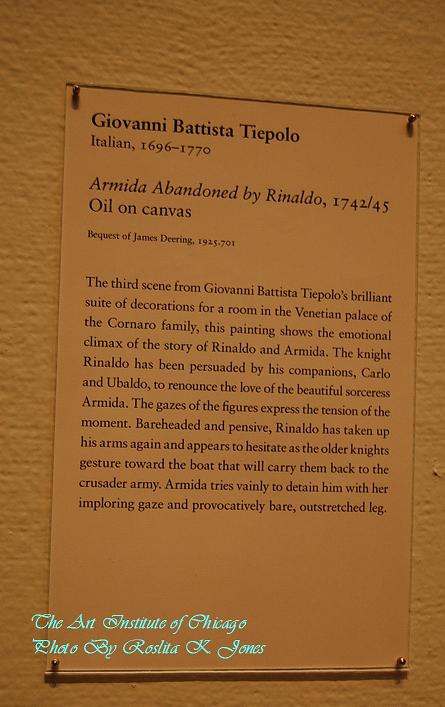 Giovanni Battista Tiepolo
Italian, 1696–1770
Armida Abandoned by Rinaldo, 1742/45
Oil on canvas
Bequest of James Deering, 1925.701
The third scene from Giovanni Battista Tiepolo's brilliant
suite of decorations for a room in the Venetian palace of
the Cornaro family, this painting shows the emotional
climax of the story of Rinaldo and Armida. The knight
Rinaldo has been persuaded by his companions, Carlo
and Ubaldo, to renounce the love of the beautiful sorceress
Armida. The gazes of the figures express the tension of the
moment. Bareheaded and pensive, Rinaldo has taken up
his arms again and appears to hesitate as the older knights
gesture toward the boat that will carry them back to the
crusader army. Armida tries vainly to detain him with her
imploring gaze and provocatively bare, outstretched leg.
The Art Institute of Chicago
Photo By Roslita K Jones